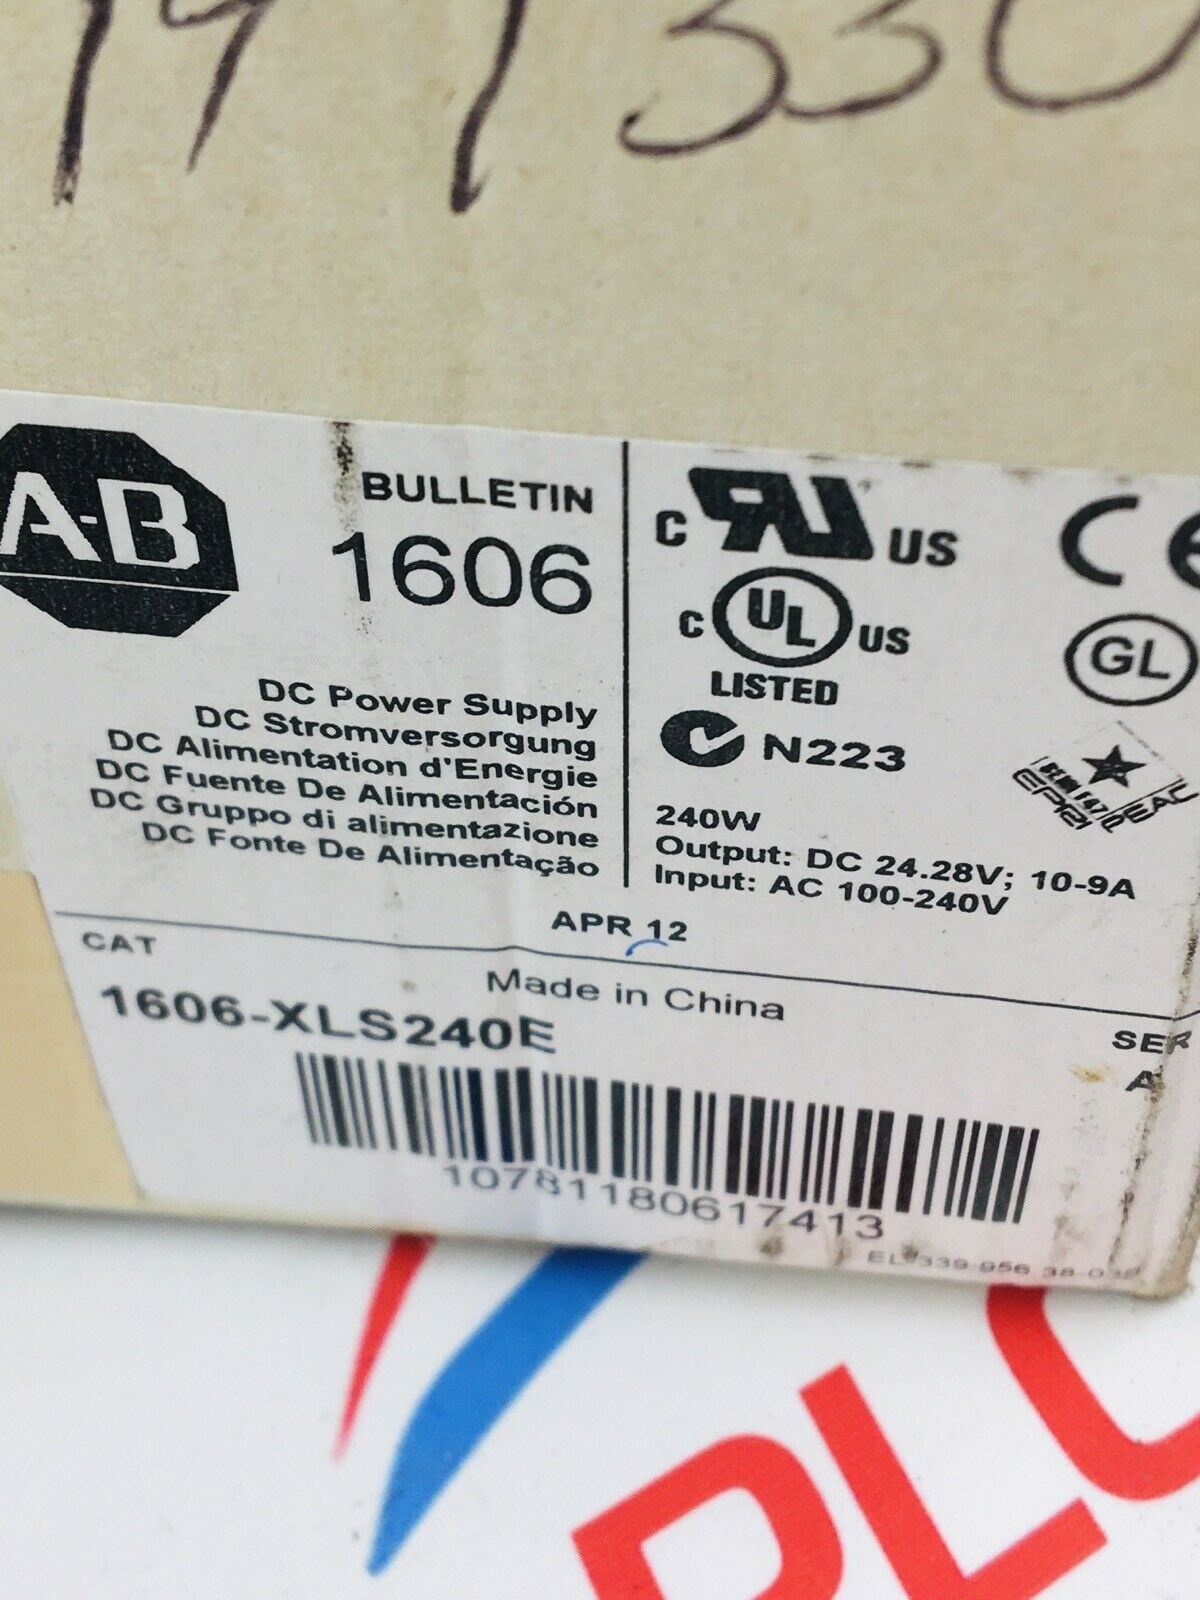 A-B
BULLETIN
1606
DC Power Supply
DC Stromversorgung
DC Alimentation d'Energie
DC Fuente De Alimentación
DC Gruppo di alimentazione
DC Fonte De Alimentação
C US
C UL US
LISTED
N223
CE
GL
240W
Output: DC 24.28V; 10-9A
Input: AC 100-240V
APR 12
CAT
Made in China
1606-XLS240E
SER
A
10781180617413
PLC